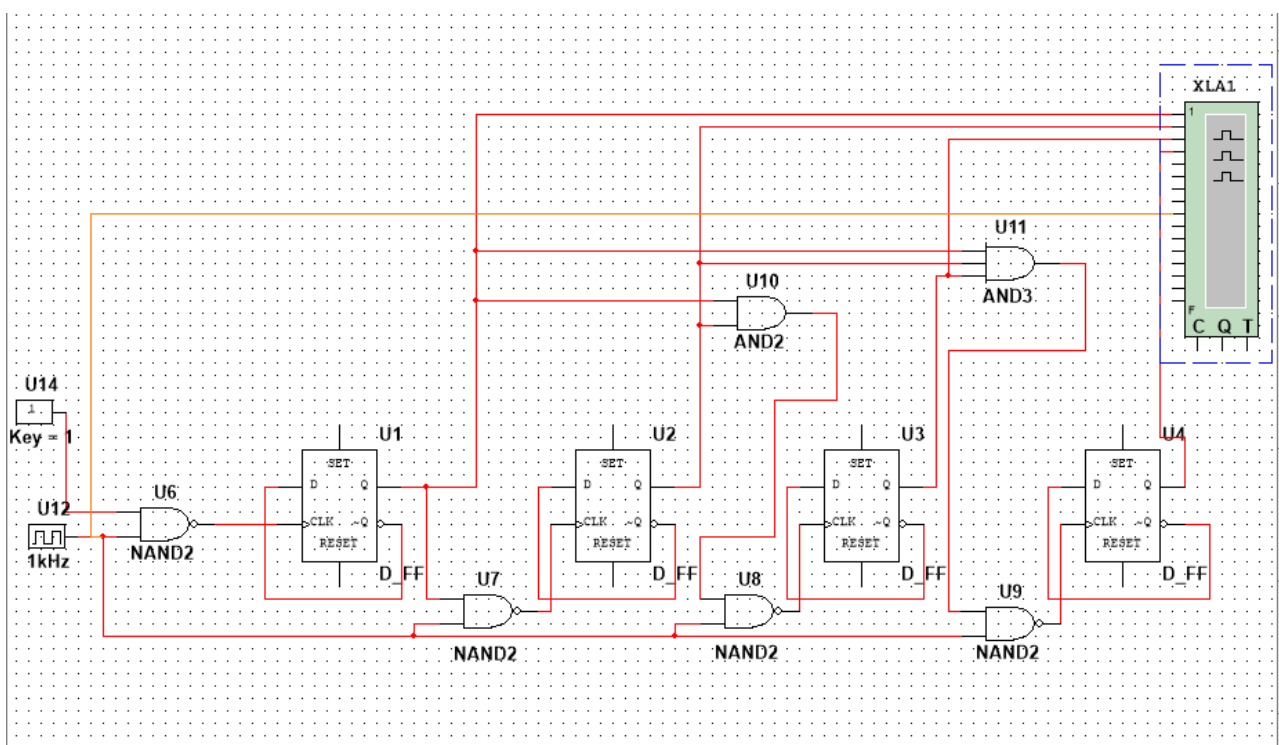 XLA1
1
U11
AND3
U10
AND2
F
C Q T
U14
1
Key = 1
U1
U2
U3
U4
SET
SET
SET
SET
D Q
D Q
D Q
D Q
U6
U12
CLK ~Q
CLK ~Q
CLK ~Q
CLK ~Q
RESET
RESET
RESET
RESET
NAND2
1kHz
D_FF
D_FF
D_FF
D_FF
U7
U8
U9
NAND2
NAND2
NAND2